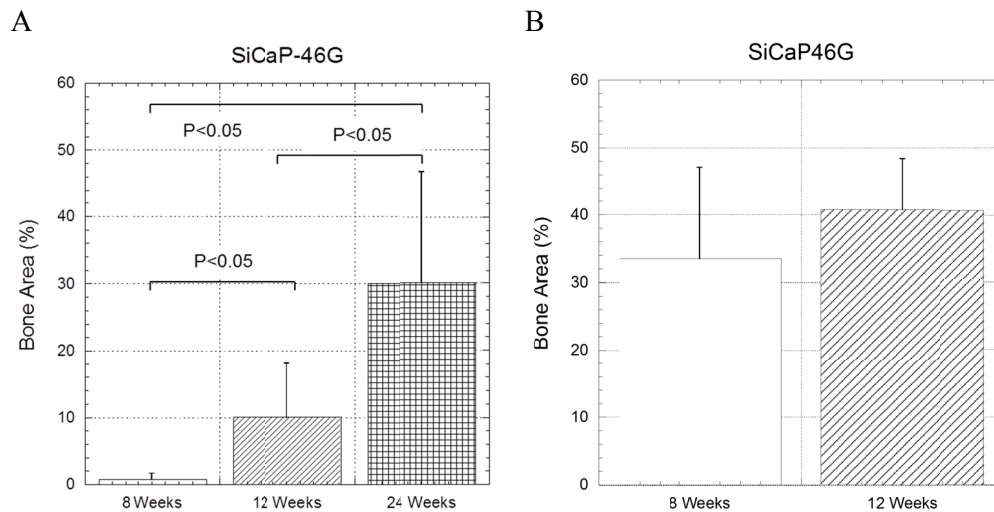 A
SiCaP-46G
60
50
40
30
20
10
0
Bone Area (%)
P<0.05
P<0.05
P<0.05
8 Weeks
12 Weeks
24 Weeks
B
SiCaP46G
60
50
40
30
20
10
0
Bone Area (%)
8 Weeks
12 Weeks